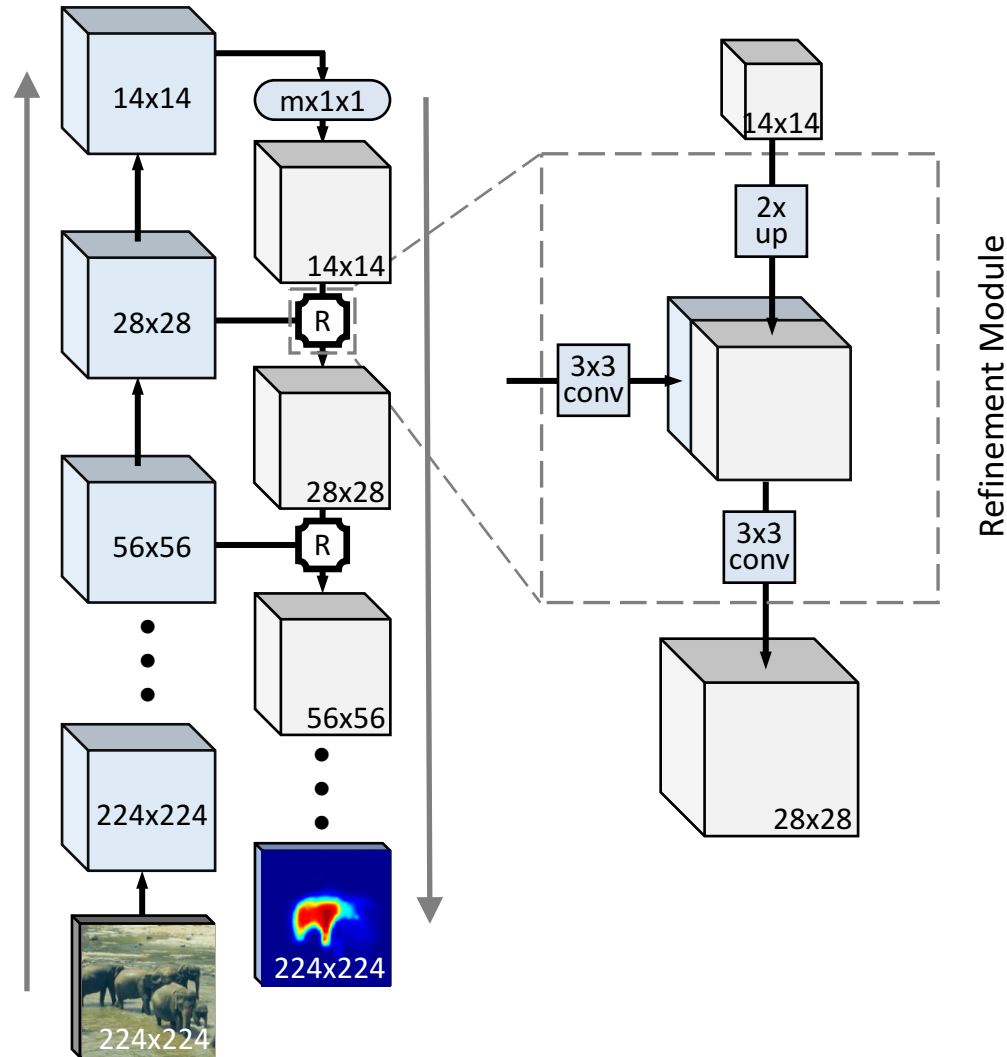 14x14
mx1x1
14x14
28x28
R
28x28
56x56
R
56x56
224x224
224x224
224x224
14x14
2x
up
3x3
conv
3x3
conv
28x28
Refinement Module